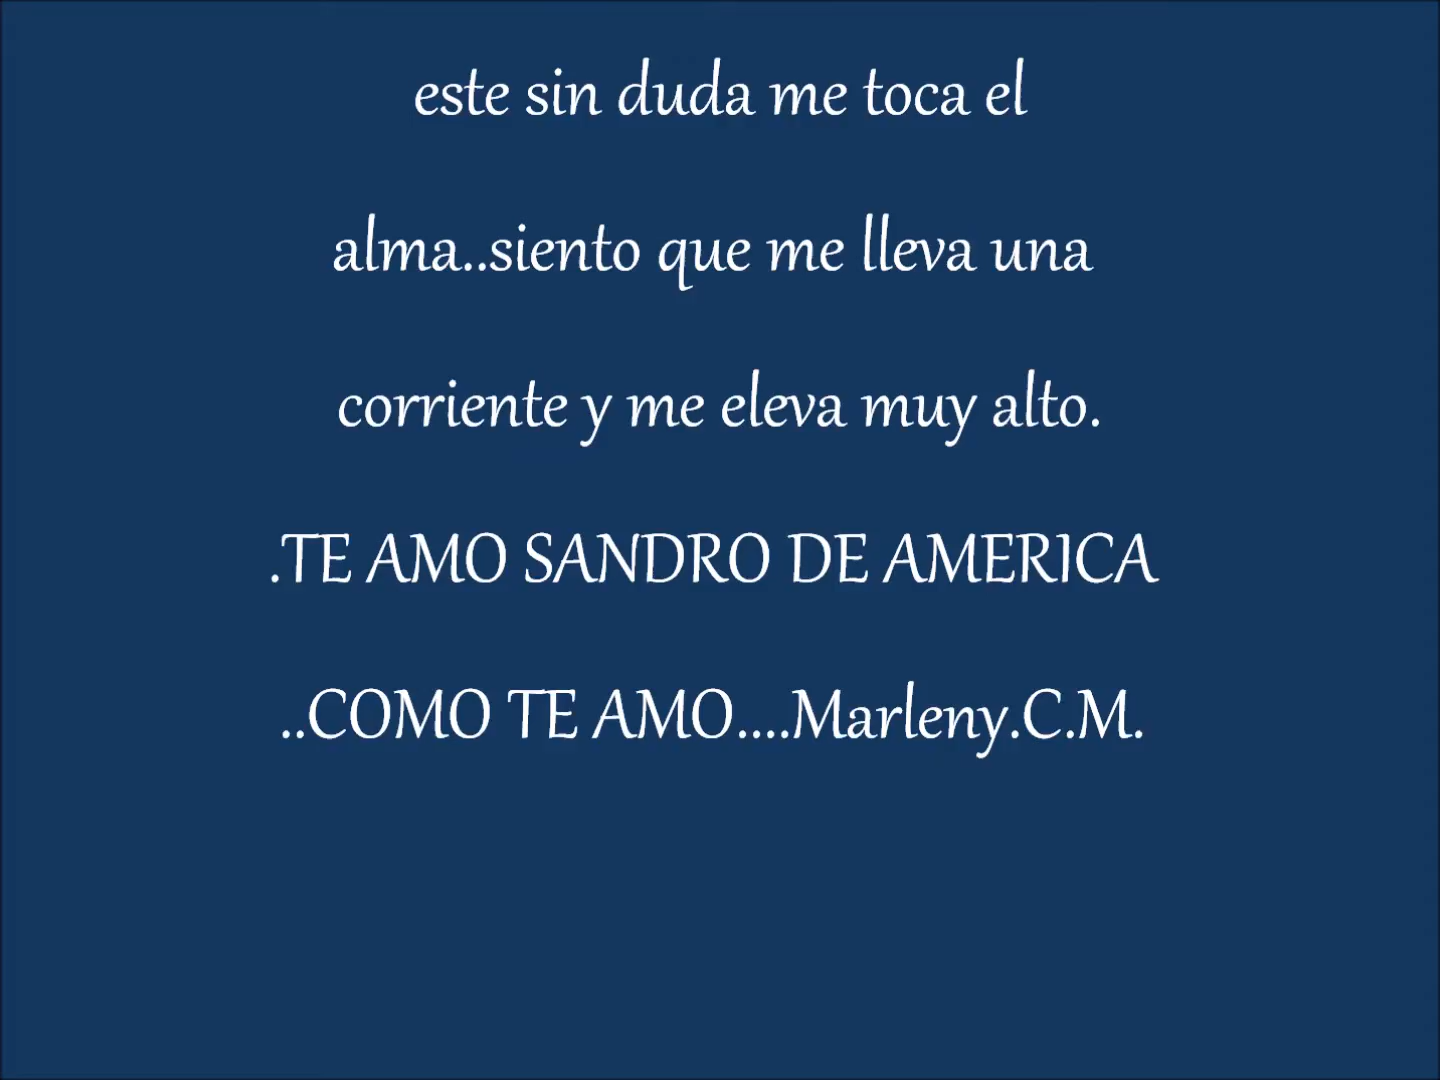 este sin duda me toca el
alma..siento que me lleva una
corriente y me eleva muy alto.
.TE AMO SANDRO DE AMERICA
..COMO TE AMO....Marleny.C.M.